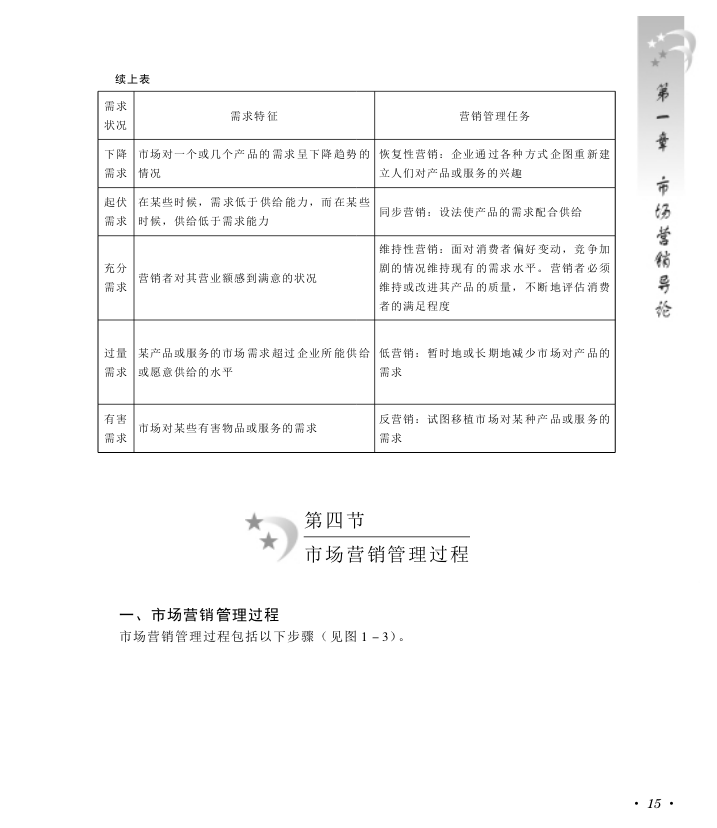 续上表
需求
状况
需求特征
营销管理任务
下降
需求
市场对一个或几个产品的需求呈下降趋势的
情况
恢复性营销：企业通过各种方式企图重新建
立人们对产品或服务的兴趣
起伏
需求
在某些时候，需求低于供给能力，而在某些
时候，供给低于需求能力
同步营销：设法使产品的需求配合供给
充分
需求
营销者对其营业额感到满意的状况
维持性营销：面对消费者偏好变动，竞争加
剧的情况维持现有的需求水平。营销者必须
维持或改进其产品的质量，不断地评估消费
者的满足程度
过量
需求
某产品或服务的市场需求超过企业所能供给
或愿意供给的水平
低营销：暂时地或长期地减少市场对产品的
需求
有害
需求
市场对某些有害物品或服务的需求
反营销：试图移植市场对某种产品或服务的
需求
第四节
市场营销管理过程
一、市场营销管理过程
市场营销管理过程包括以下步骤（见图1－3）。
第一章 市场营销导论
· 15 ·